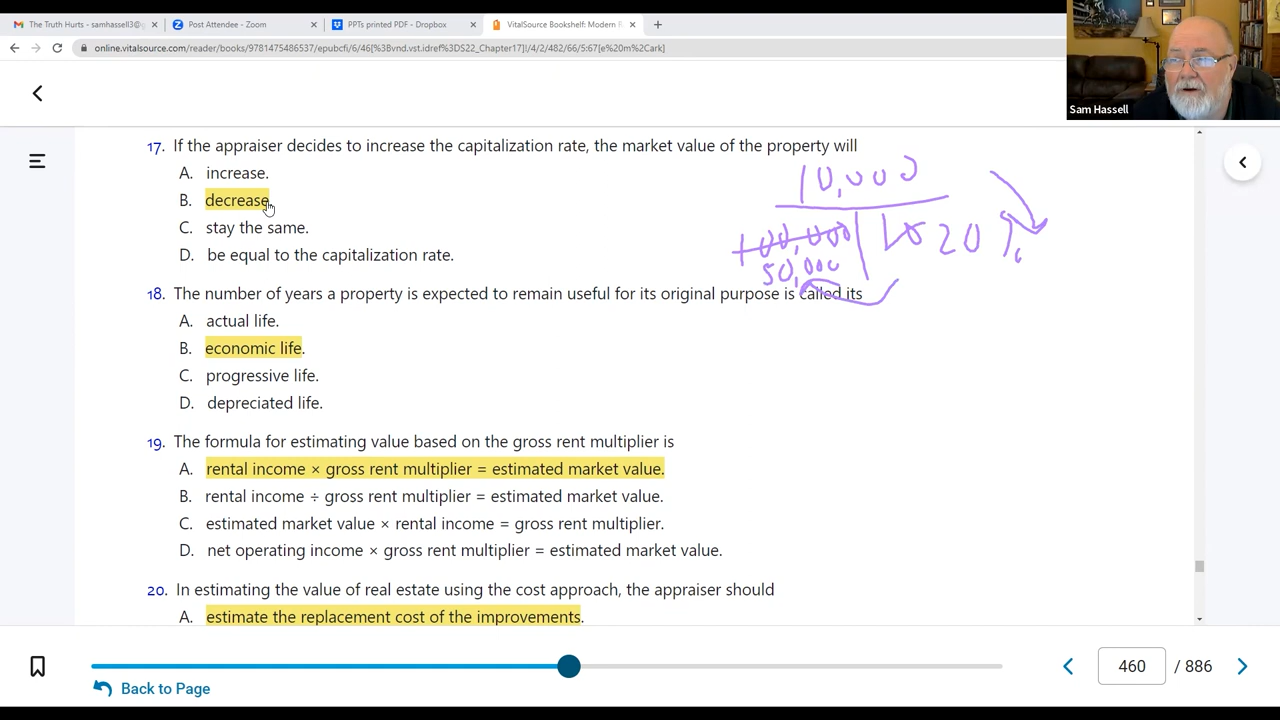 The Truth Hurts - samhassell3@g
Post Attendee - Zoom
PPTs printed PDF - Dropbox
VitalSource Bookshelf: Modern R
online.vitalsource.com/reader/books/9781475486537/epubcfi/6/46[%3Bvnd.vst.idref%3DS22_Chapter17]!/4/2/482/66/5:67[e%20m%2Cark]
Sam Hassell
17. If the appraiser decides to increase the capitalization rate, the market value of the property will
A. increase.
B. decrease.
C. stay the same.
D. be equal to the capitalization rate.
10,000
100,000 10 20%
50,000
18. The number of years a property is expected to remain useful for its original purpose is called its
A. actual life.
B. economic life.
C. progressive life.
D. depreciated life.
19. The formula for estimating value based on the gross rent multiplier is
A. rental income × gross rent multiplier = estimated market value.
B. rental income ÷ gross rent multiplier = estimated market value.
C. estimated market value × rental income = gross rent multiplier.
D. net operating income × gross rent multiplier = estimated market value.
20. In estimating the value of real estate using the cost approach, the appraiser should
A. estimate the replacement cost of the improvements.
460 / 886
Back to Page